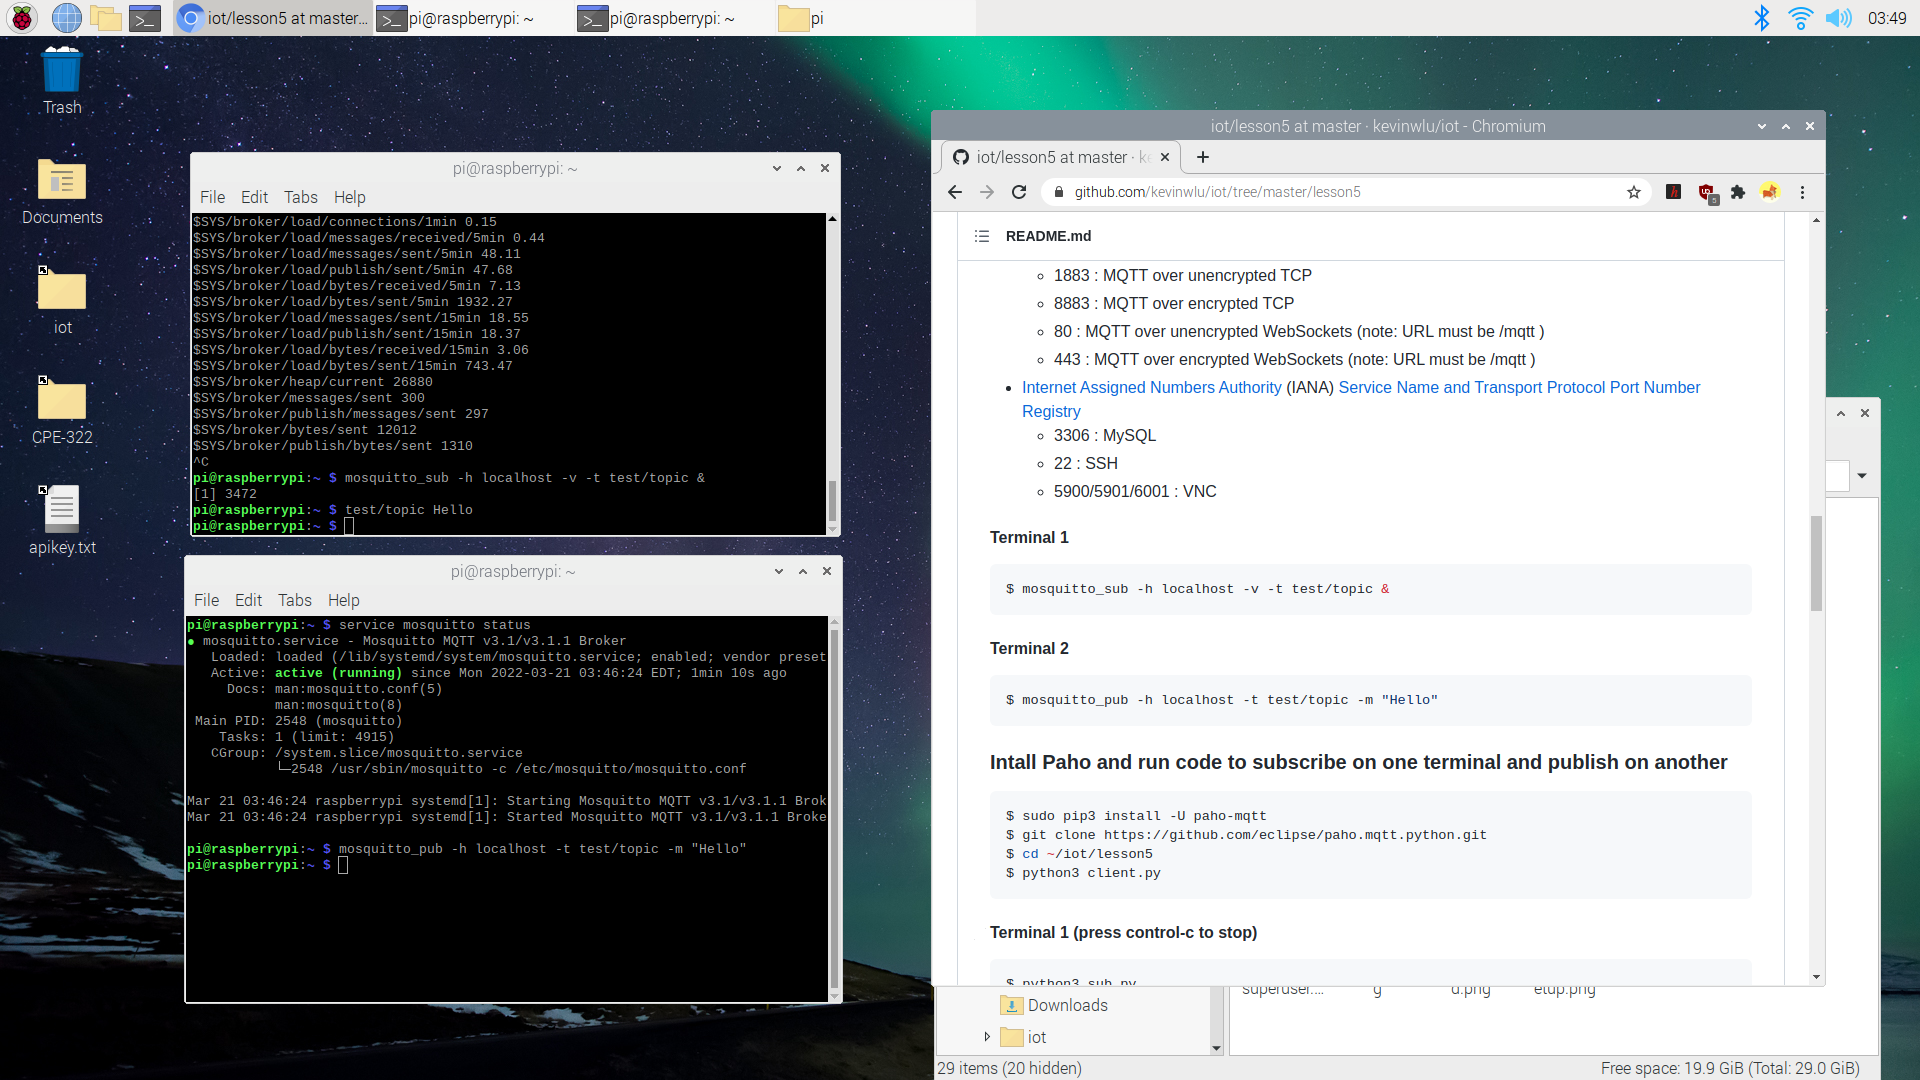 iot/lesson5 at master...
pi@raspberrypi: ~
pi@raspberrypi: ~
pi
03:49
Trash
Documents
iot
CPE-322
apikey.txt
pi@raspberrypi: ~
File Edit Tabs Help
$SYS/broker/load/connections/1min 0.15
$SYS/broker/load/messages/received/5min 0.44
$SYS/broker/load/messages/sent/5min 48.11
$SYS/broker/load/publish/sent/5min 47.68
$SYS/broker/load/bytes/received/5min 7.13
$SYS/broker/load/bytes/sent/5min 1932.27
$SYS/broker/load/messages/sent/15min 18.55
$SYS/broker/load/publish/sent/15min 18.37
$SYS/broker/load/bytes/received/15min 3.06
$SYS/broker/load/bytes/sent/15min 743.47
$SYS/broker/heap/current 26880
$SYS/broker/messages/sent 300
$SYS/broker/publish/messages/sent 297
$SYS/broker/bytes/sent 12012
$SYS/broker/publish/bytes/sent 1310
^C
pi@raspberrypi:~ $ mosquitto_sub -h localhost -v -t test/topic &
[1] 3472
pi@raspberrypi:~ $ test/topic Hello
pi@raspberrypi:~ $
pi@raspberrypi: ~
File Edit Tabs Help
pi@raspberrypi:~ $ service mosquitto status
● mosquitto.service - Mosquitto MQTT v3.1/v3.1.1 Broker
Loaded: loaded (/lib/systemd/system/mosquitto.service; enabled; vendor preset
Active: active (running) since Mon 2022-03-21 03:46:24 EDT; 1min 10s ago
Docs: man:mosquitto.conf(5)
man:mosquitto(8)
Main PID: 2548 (mosquitto)
Tasks: 1 (limit: 4915)
CGroup: /system.slice/mosquitto.service
└─2548 /usr/sbin/mosquitto -c /etc/mosquitto/mosquitto.conf
Mar 21 03:46:24 raspberrypi systemd[1]: Starting Mosquitto MQTT v3.1/v3.1.1 Brok
Mar 21 03:46:24 raspberrypi systemd[1]: Started Mosquitto MQTT v3.1/v3.1.1 Broke
pi@raspberrypi:~ $ mosquitto_pub -h localhost -t test/topic -m "Hello"
pi@raspberrypi:~ $
iot/lesson5 at master · kevinwlu/iot - Chromium
iot/lesson5 at master · ke
github.com/kevinwlu/iot/tree/master/lesson5
5
README.md
1883 : MQTT over unencrypted TCP
8883 : MQTT over encrypted TCP
80 : MQTT over unencrypted WebSockets (note: URL must be /mqtt )
443 : MQTT over encrypted WebSockets (note: URL must be /mqtt )
Internet Assigned Numbers Authority (IANA) Service Name and Transport Protocol Port Number
Registry
3306 : MySQL
22 : SSH
5900/5901/6001 : VNC
Terminal 1
$ mosquitto_sub -h localhost -v -t test/topic &
Terminal 2
$ mosquitto_pub -h localhost -t test/topic -m "Hello"
Intall Paho and run code to subscribe on one terminal and publish on another
$ sudo pip3 install -U paho-mqtt
$ git clone https://github.com/eclipse/paho.mqtt.python.git
$ cd ~/iot/lesson5
$ python3 client.py
Terminal 1 (press control-c to stop)
$ python3 sub.py
superuser.... g d.png etup.png
Downloads
iot
29 items (20 hidden)
Free space: 19.9 GiB (Total: 29.0 GiB)